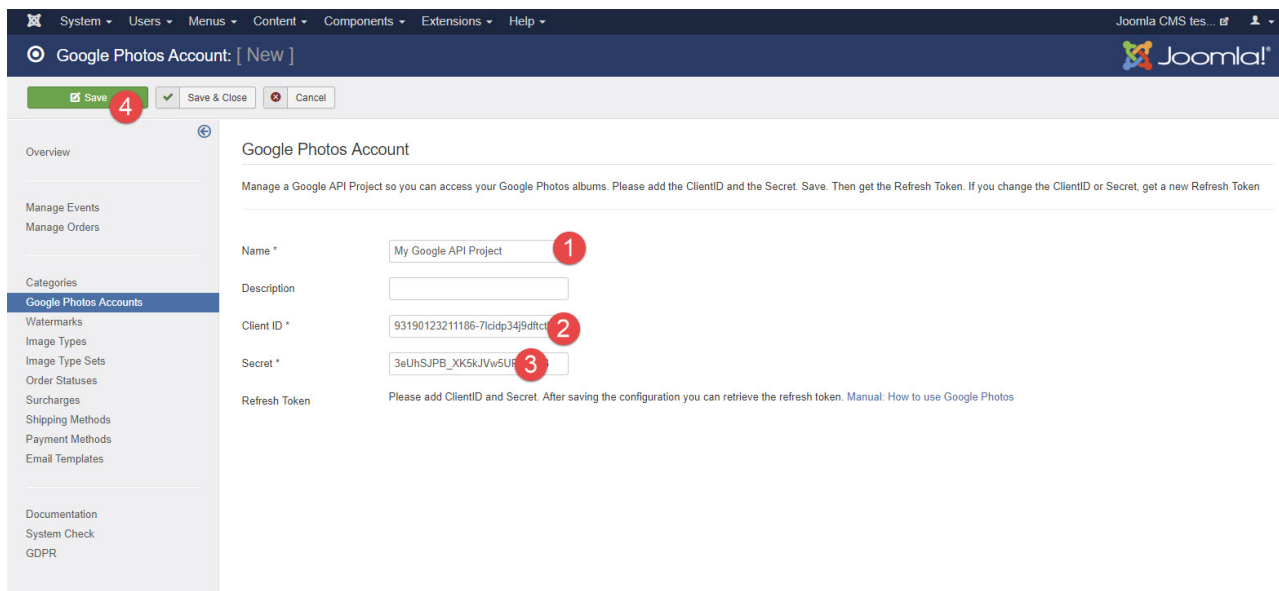 System Users Menus Content Components Extensions Help Joomla CMS tes...
Google Photos Account: [ New ] Joomla!®
Save 4 Save & Close Cancel
Overview
Manage Events
Manage Orders
Categories
Google Photos Accounts
Watermarks
Image Types
Image Type Sets
Order Statuses
Surcharges
Shipping Methods
Payment Methods
Email Templates
Documentation
System Check
GDPR
Google Photos Account
Manage a Google API Project so you can access your Google Photos albums. Please add the ClientID and the Secret. Save. Then get the Refresh Token. If you change the ClientID or Secret, get a new Refresh Token
Name * My Google API Project 1
Description
Client ID * 2
Secret * 3
Refresh Token Please add ClientID and Secret. After saving the configuration you can retrieve the refresh token. Manual: How to use Google Photos